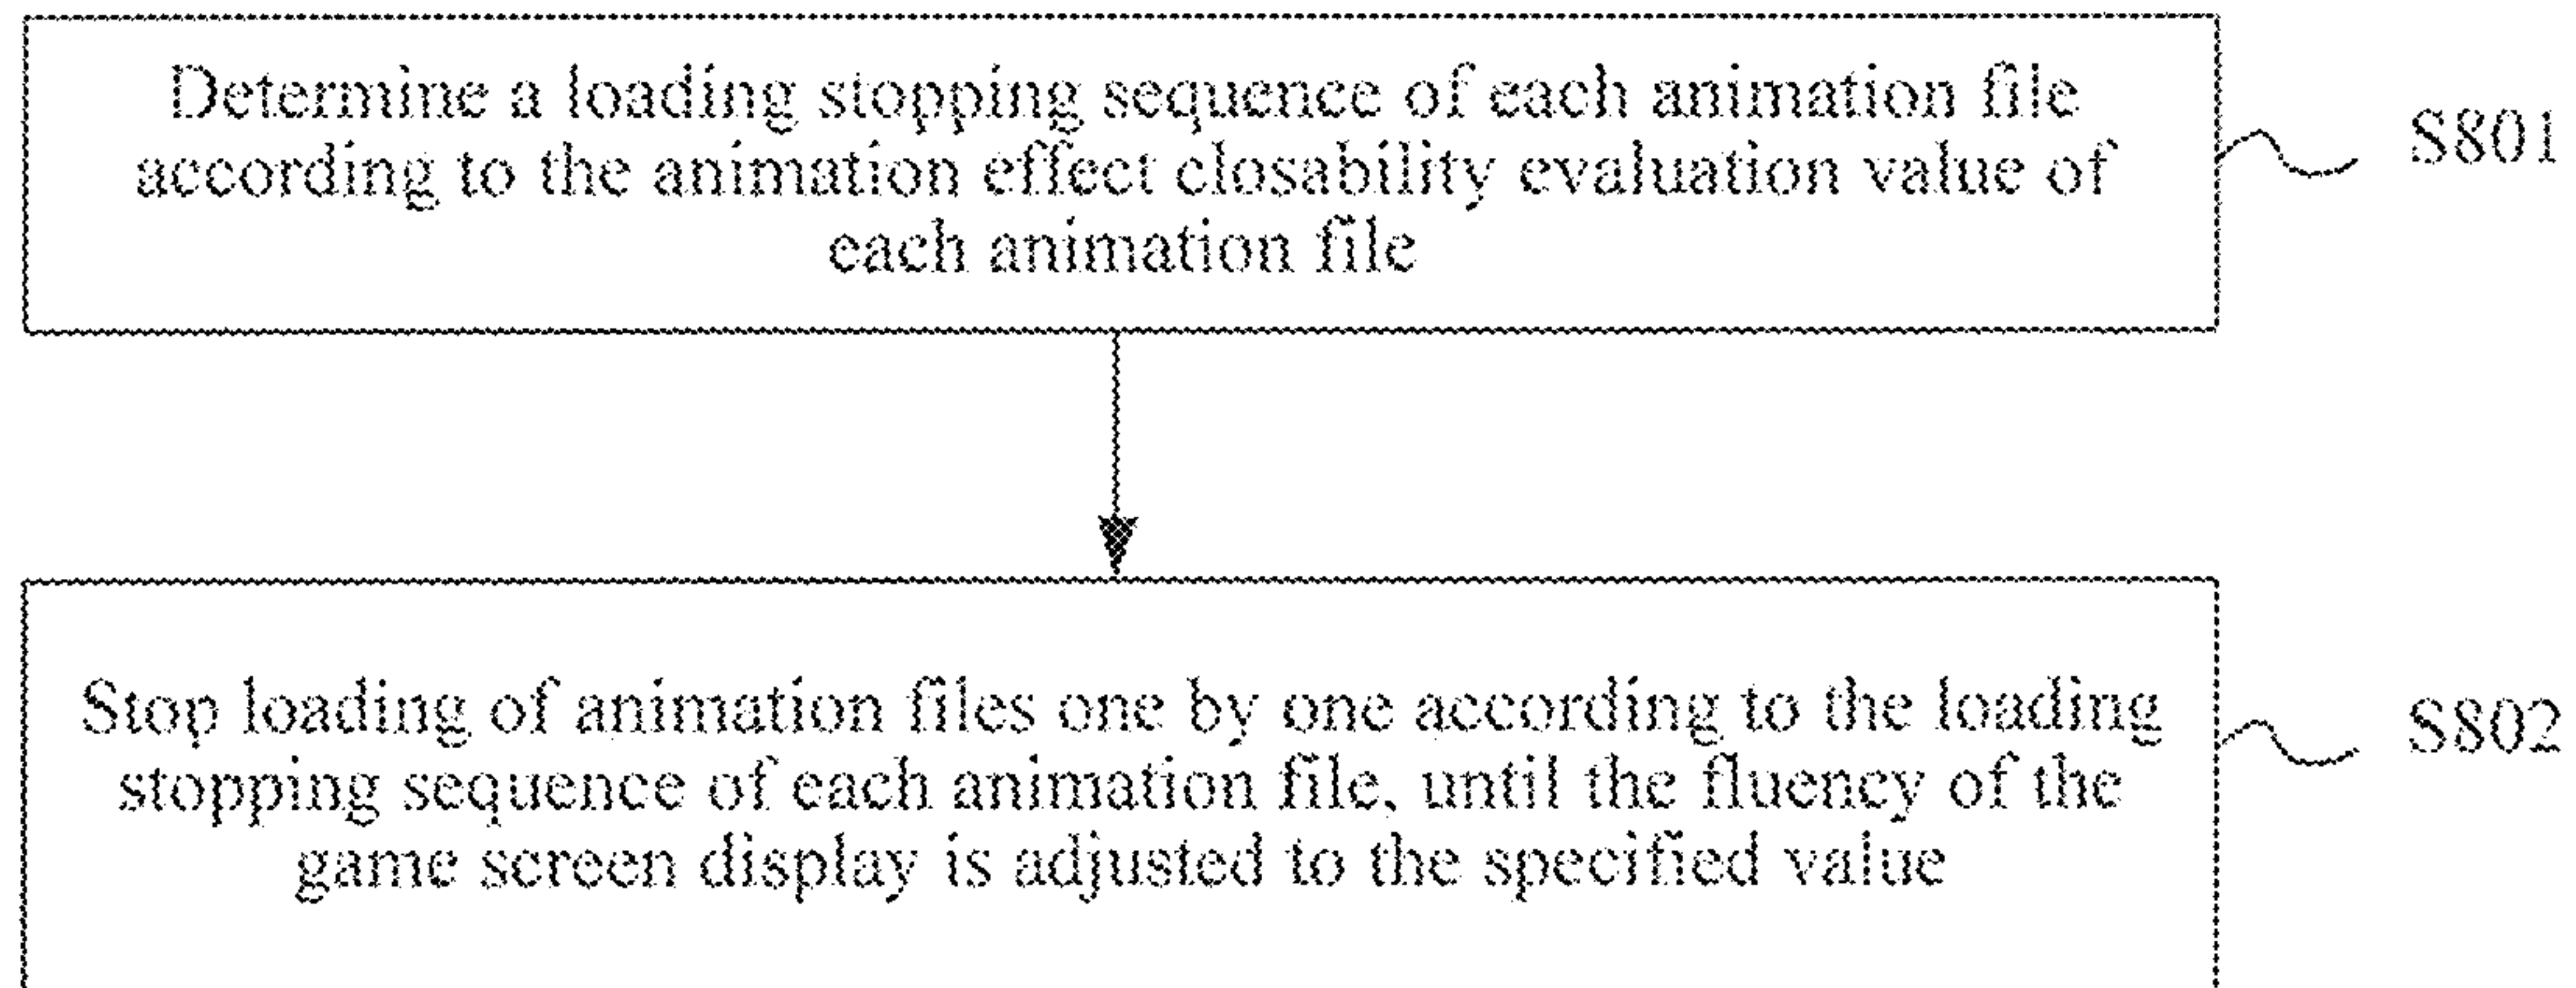 Determine a loading stopping sequence of each animation file
according to the animation effect closability evaluation value of
each animation file
S801
Stop loading of animation files one by one according to the loading
stopping sequence of each animation file, until the fluency of the
game screen display is adjusted to the specified value
S802